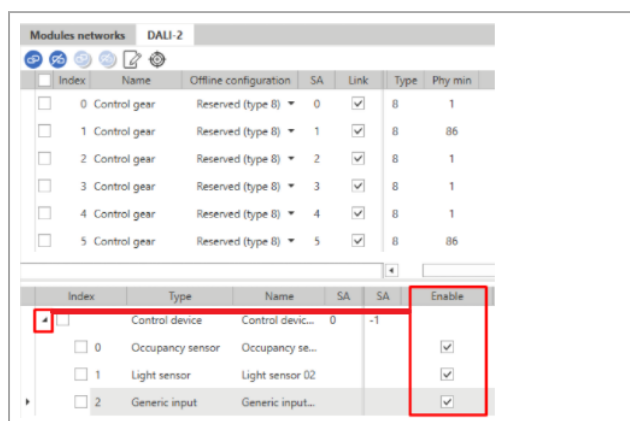 Modules networks DALI-2
Index Name Offline configuration SA Link Type Phy min
0 Control gear Reserved (type 8) 0 8 1
1 Control gear Reserved (type 8) 1 8 86
2 Control gear Reserved (type 8) 2 8 1
3 Control gear Reserved (type 8) 3 8 1
4 Control gear Reserved (type 8) 4 8 1
5 Control gear Reserved (type 8) 5 8 86
Index Type Name SA SA Enable
Control device Control devic... 0 -1
0 Occupancy sensor Occupancy se...
1 Light sensor Light sensor 02
2 Generic input Generic input...